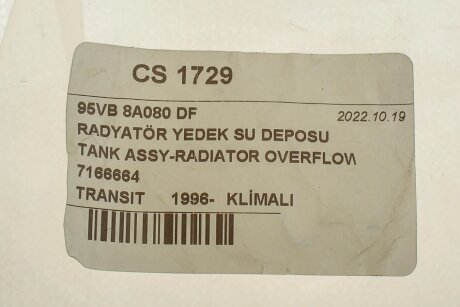 CS 1729
95VB 8A080 DF 2022.10.19
RADYATÖR YEDEK SU DEPOSU
TANK ASSY-RADIATOR OVERFLOW
7166664
TRANSIT 1996- KLİMALI